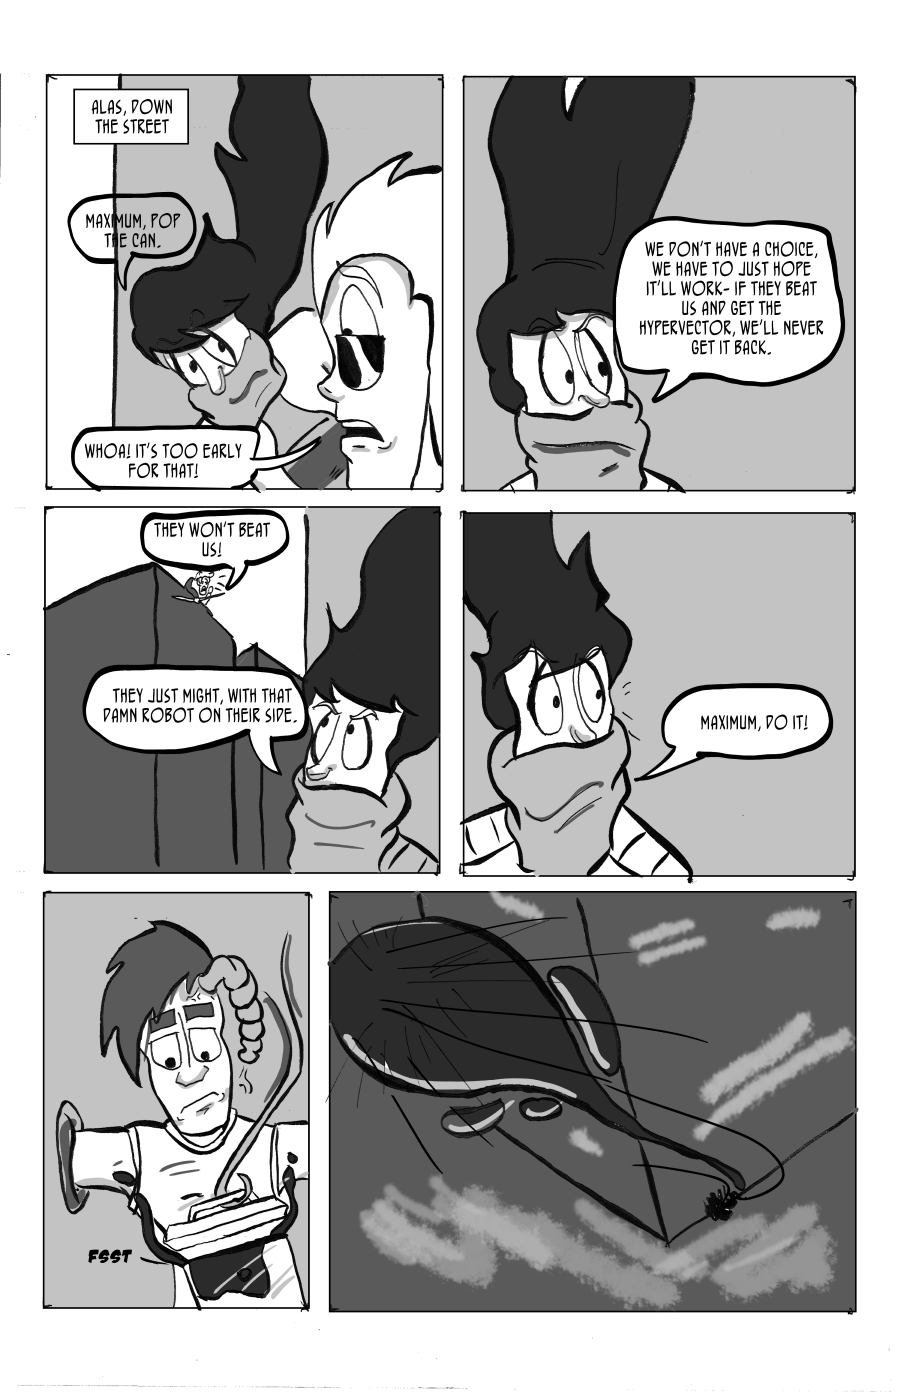 ALAS, DOWN
THE STREET
MAXIMUM, POP
THE CAN.
WHOA! IT'S TOO EARLY
FOR THAT!
WE DON'T HAVE A CHOICE,
WE HAVE TO JUST HOPE
IT'LL WORK- IF THEY BEAT
US AND GET THE
HYPERVECTOR, WE'LL NEVER
GET IT BACK.
THEY WON'T BEAT
US!
THEY JUST MIGHT, WITH THAT
DAMN ROBOT ON THEIR SIDE.
MAXIMUM, DO IT!
FSST